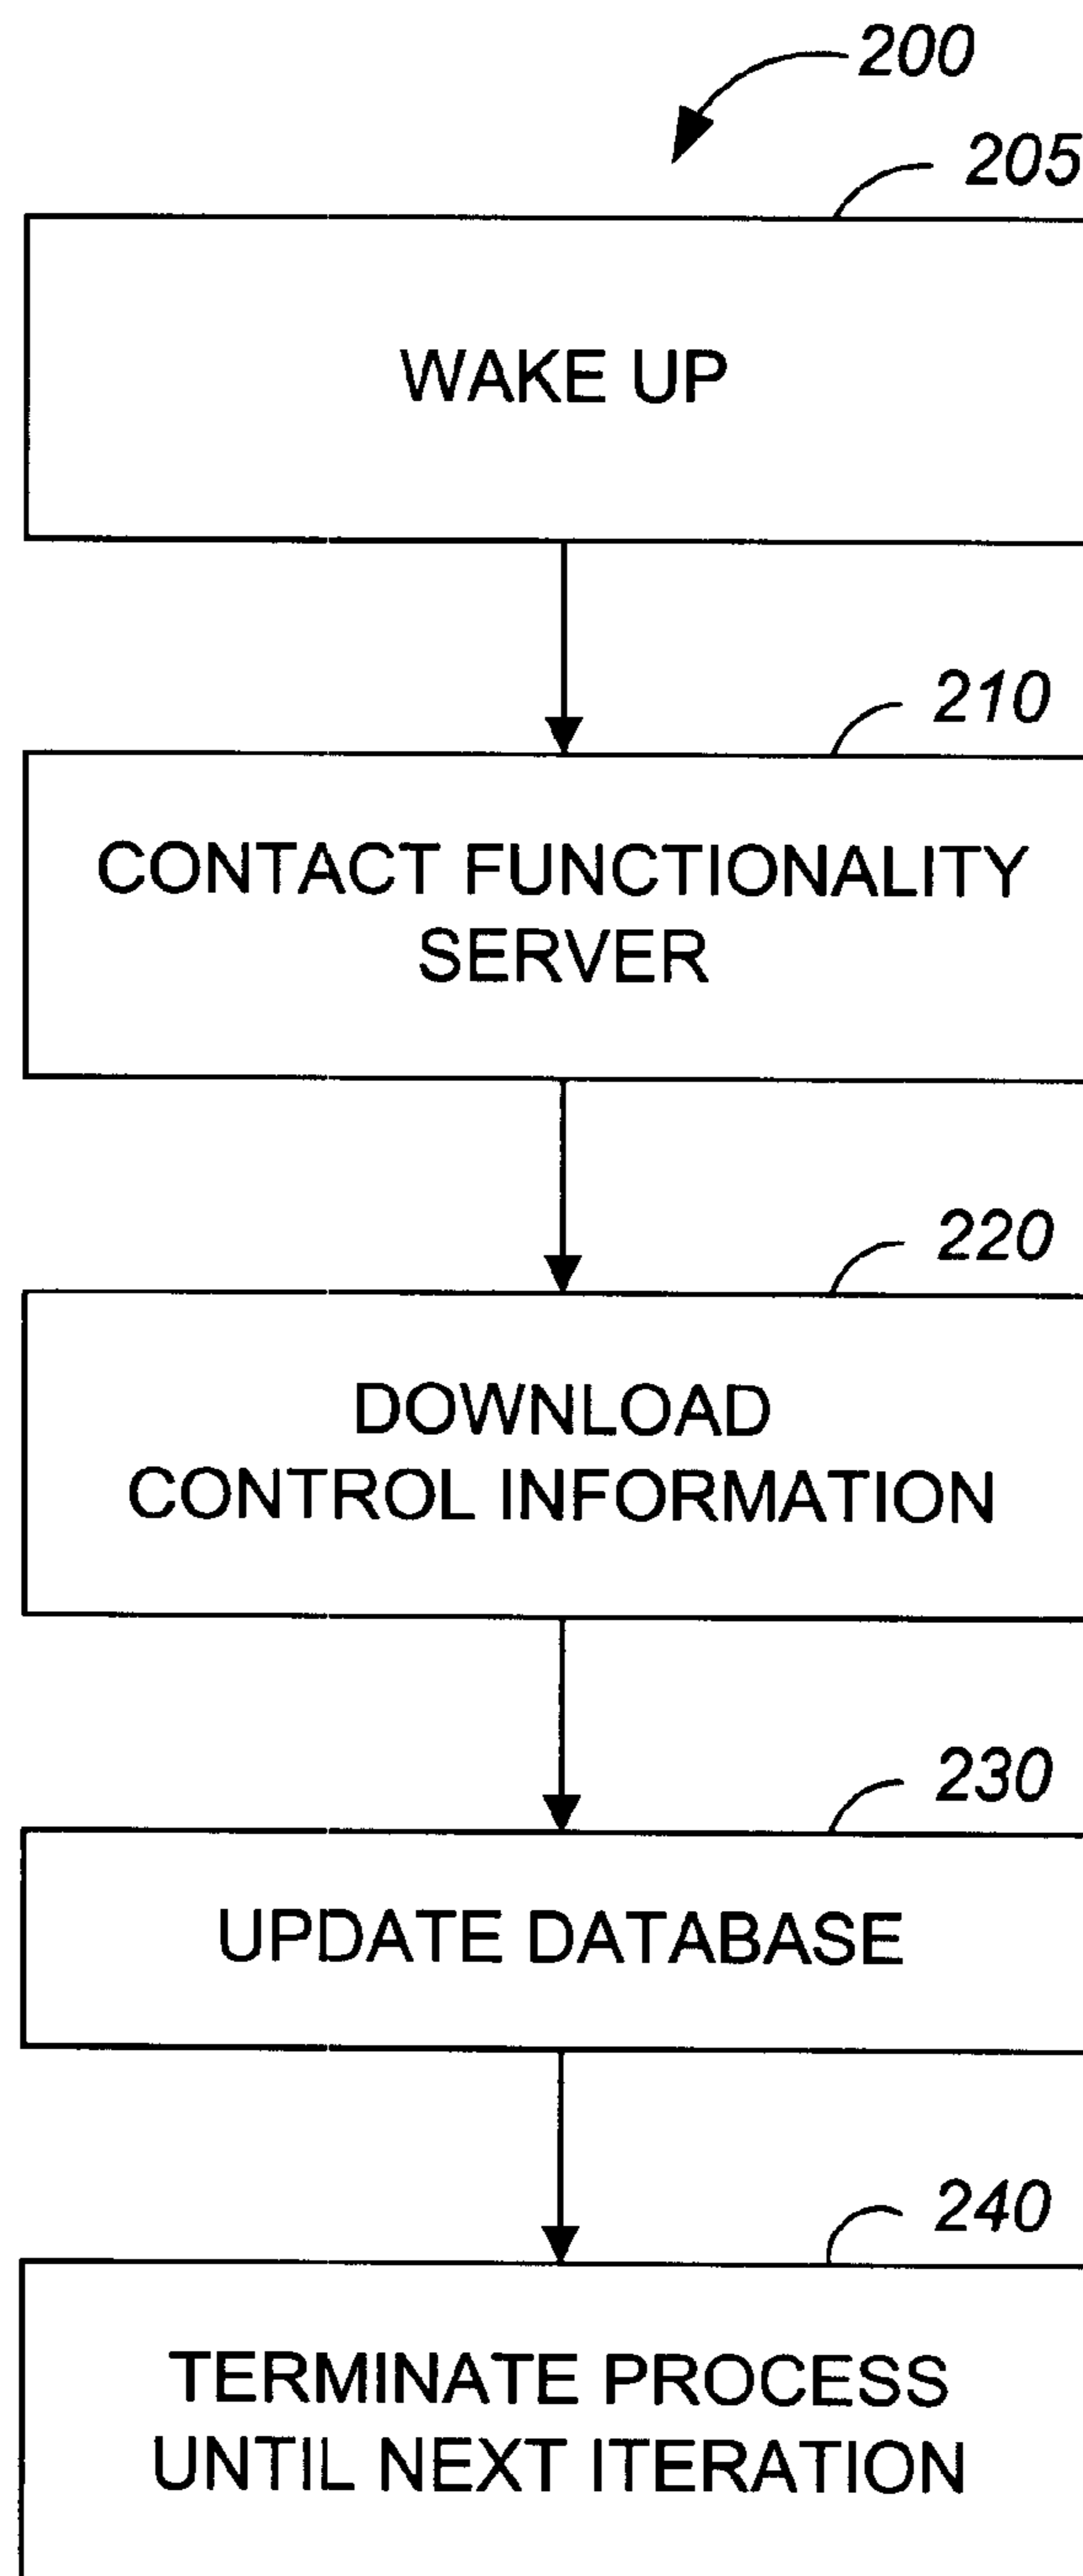 200
205
WAKE UP
210
CONTACT FUNCTIONALITY
SERVER
220
DOWNLOAD
CONTROL INFORMATION
230
UPDATE DATABASE
240
TERMINATE PROCESS
UNTIL NEXT ITERATION